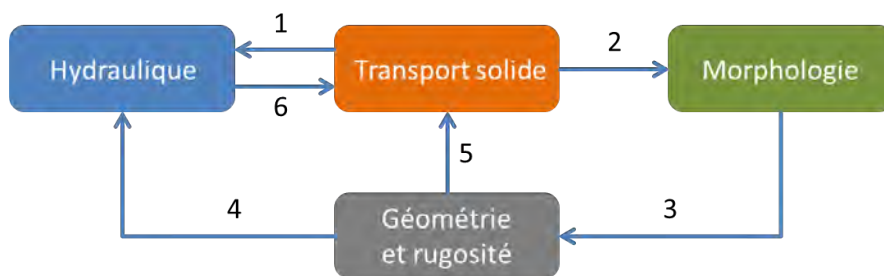 1
2
Hydraulique
Transport solide
Morphologie
6
5
4
3
Géométrie
et rugosité